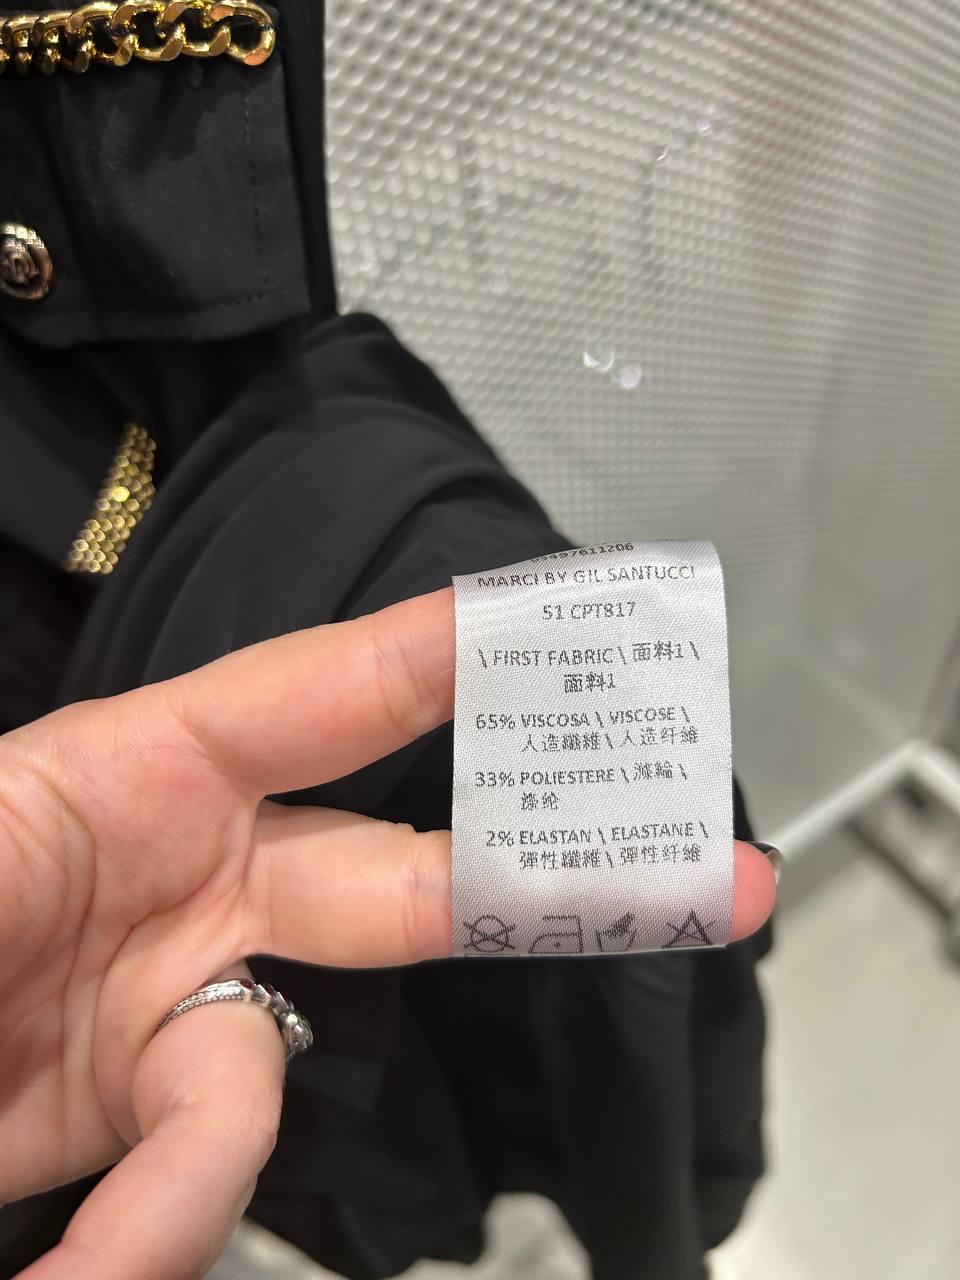 03497611206
MARCI BY GIL SANTUCCI
51 CPT817
\ FIRST FABRIC \ 面料1 \
面料1
65% VISCOSA \ VISCOSE \
人造纖維 \ 人造纤维
33% POLIESTERE \ 滌綸 \
涤纶
2% ELASTAN \ ELASTANE \
彈性纖維 \ 弹性纤维